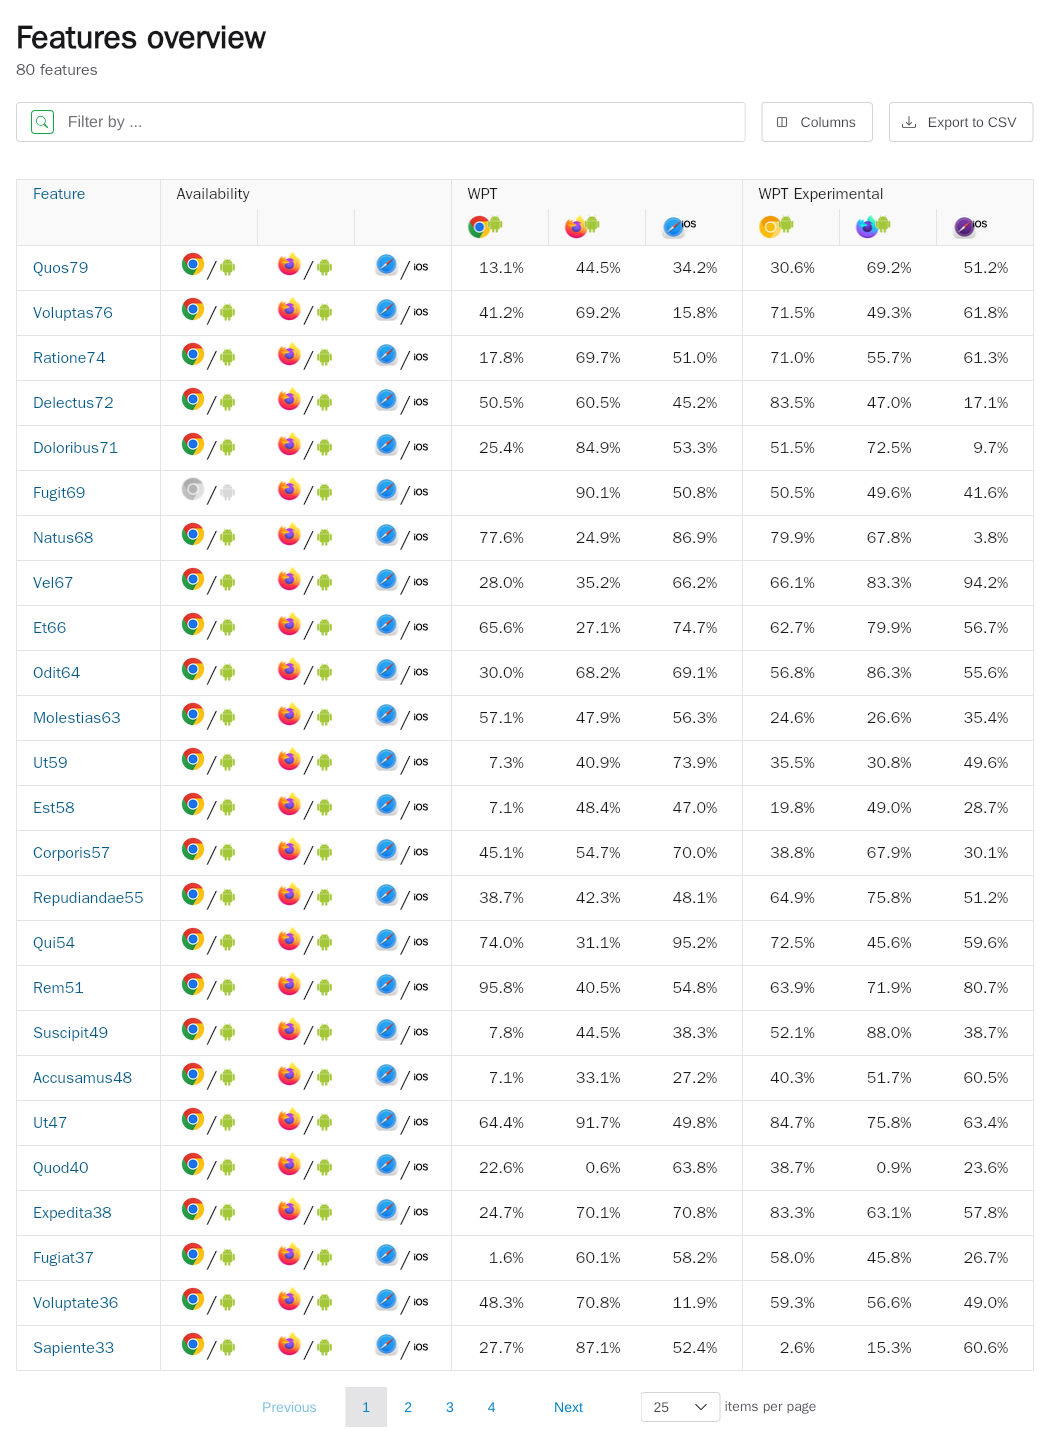 Features overview
80 features
Filter by ...
Columns
Export to CSV
Feature Availability WPT WPT Experimental
iOS iOS
Quos79 / / / iOS 13.1% 44.5% 34.2% 30.6% 69.2% 51.2%
Voluptas76 / / / iOS 41.2% 69.2% 15.8% 71.5% 49.3% 61.8%
Ratione74 / / / iOS 17.8% 69.7% 51.0% 71.0% 55.7% 61.3%
Delectus72 / / / iOS 50.5% 60.5% 45.2% 83.5% 47.0% 17.1%
Doloribus71 / / / iOS 25.4% 84.9% 53.3% 51.5% 72.5% 9.7%
Fugit69 / / / iOS 90.1% 50.8% 50.5% 49.6% 41.6%
Natus68 / / / iOS 77.6% 24.9% 86.9% 79.9% 67.8% 3.8%
Vel67 / / / iOS 28.0% 35.2% 66.2% 66.1% 83.3% 94.2%
Et66 / / / iOS 65.6% 27.1% 74.7% 62.7% 79.9% 56.7%
Odit64 / / / iOS 30.0% 68.2% 69.1% 56.8% 86.3% 55.6%
Molestias63 / / / iOS 57.1% 47.9% 56.3% 24.6% 26.6% 35.4%
Ut59 / / / iOS 7.3% 40.9% 73.9% 35.5% 30.8% 49.6%
Est58 / / / iOS 7.1% 48.4% 47.0% 19.8% 49.0% 28.7%
Corporis57 / / / iOS 45.1% 54.7% 70.0% 38.8% 67.9% 30.1%
Repudiandae55 / / / iOS 38.7% 42.3% 48.1% 64.9% 75.8% 51.2%
Qui54 / / / iOS 74.0% 31.1% 95.2% 72.5% 45.6% 59.6%
Rem51 / / / iOS 95.8% 40.5% 54.8% 63.9% 71.9% 80.7%
Suscipit49 / / / iOS 7.8% 44.5% 38.3% 52.1% 88.0% 38.7%
Accusamus48 / / / iOS 7.1% 33.1% 27.2% 40.3% 51.7% 60.5%
Ut47 / / / iOS 64.4% 91.7% 49.8% 84.7% 75.8% 63.4%
Quod40 / / / iOS 22.6% 0.6% 63.8% 38.7% 0.9% 23.6%
Expedita38 / / / iOS 24.7% 70.1% 70.8% 83.3% 63.1% 57.8%
Fugiat37 / / / iOS 1.6% 60.1% 58.2% 58.0% 45.8% 26.7%
Voluptate36 / / / iOS 48.3% 70.8% 11.9% 59.3% 56.6% 49.0%
Sapiente33 / / / iOS 27.7% 87.1% 52.4% 2.6% 15.3% 60.6%
Previous 1 2 3 4 Next 25 items per page